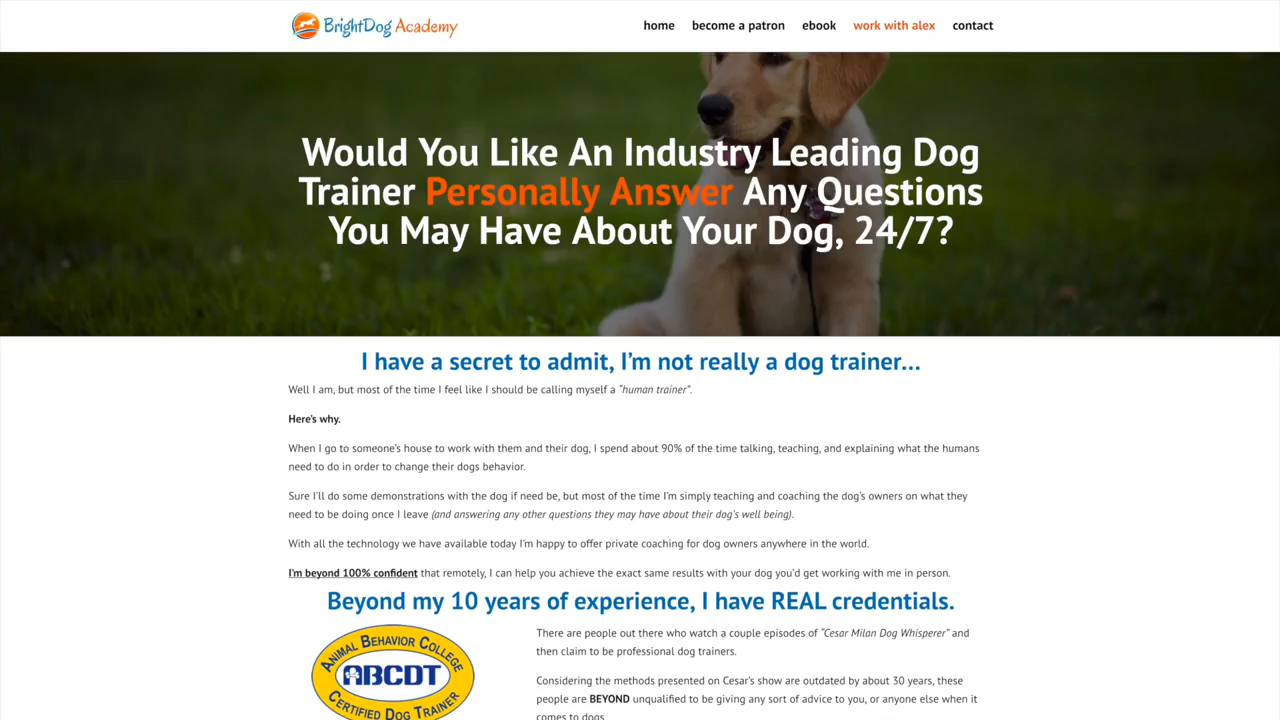 BrightDog Academy
home become a patron ebook work with alex contact
Would You Like An Industry Leading Dog
Trainer Personally Answer Any Questions
You May Have About Your Dog, 24/7?
I have a secret to admit, I'm not really a dog trainer...
Well I am, but most of the time I feel like I should be calling myself a "human trainer".
Here's why.
When I go to someone's house to work with them and their dog, I spend about 90% of the time talking, teaching, and explaining what the humans
need to do in order to change their dogs behavior.
Sure I'll do some demonstrations with the dog if need be, but most of the time I'm simply teaching and coaching the dog's owners on what they
need to be doing once I leave (and answering any other questions they may have about their dog's well being).
With all the technology we have available today I'm happy to offer private coaching for dog owners anywhere in the world.
I'm beyond 100% confident that remotely, I can help you achieve the exact same results with your dog you'd get working with me in person.
Beyond my 10 years of experience, I have REAL credentials.
ANIMAL BEHAVIOR COLLEGE
ABCDT
CERTIFIED DOG TRAINER
There are people out there who watch a couple episodes of "Cesar Milan Dog Whisperer" and
then claim to be professional dog trainers.
Considering the methods presented on Cesar's show are outdated by about 30 years, these
people are BEYOND unqualified to be giving any sort of advice to you, or anyone else when it
comes to dogs.